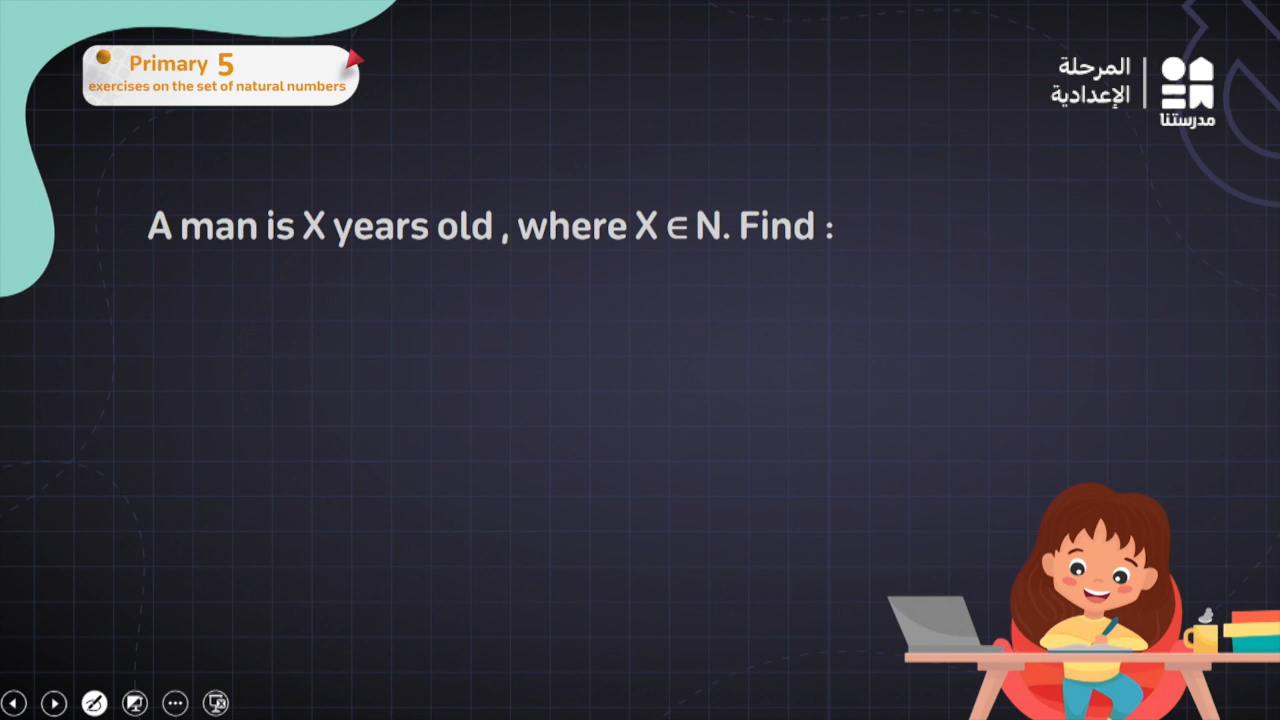 Primary 5
exercises on the set of natural numbers
المرحلة
الإعدادية
مدرستنا
A man is X years old , where X ∈ N. Find :